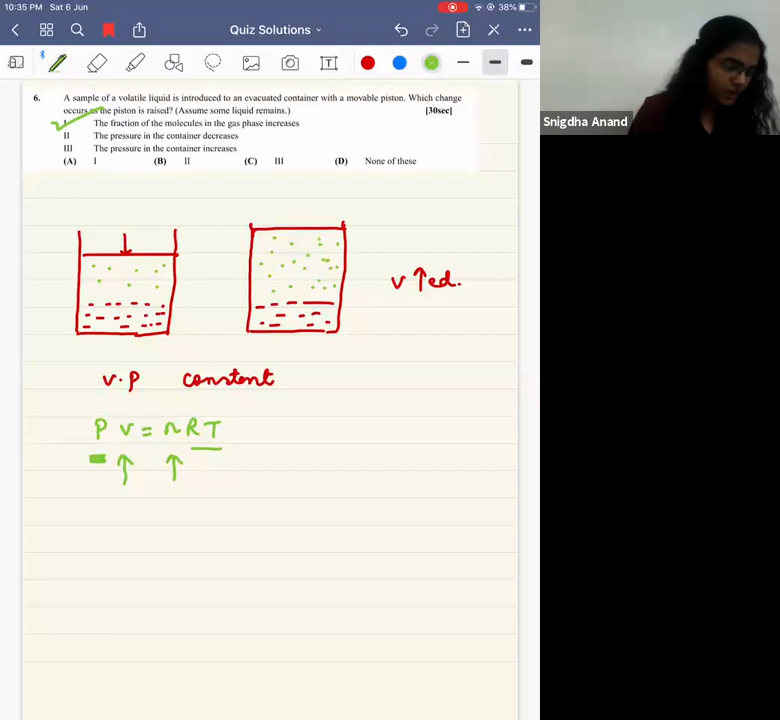 10:35 PM Sat 6 Jun
38%
Quiz Solutions
T
Snigdha Anand
6. A sample of a volatile liquid is introduced to an evacuated container with a movable piston. Which change
occurs as the piston is raised? (Assume some liquid remains.) [30sec]
I The fraction of the molecules in the gas phase increases
II The pressure in the container decreases
III The pressure in the container increases
(A) I (B) II (C) III (D) None of these
V ↑ ed.
V.P constant
P V = n R T